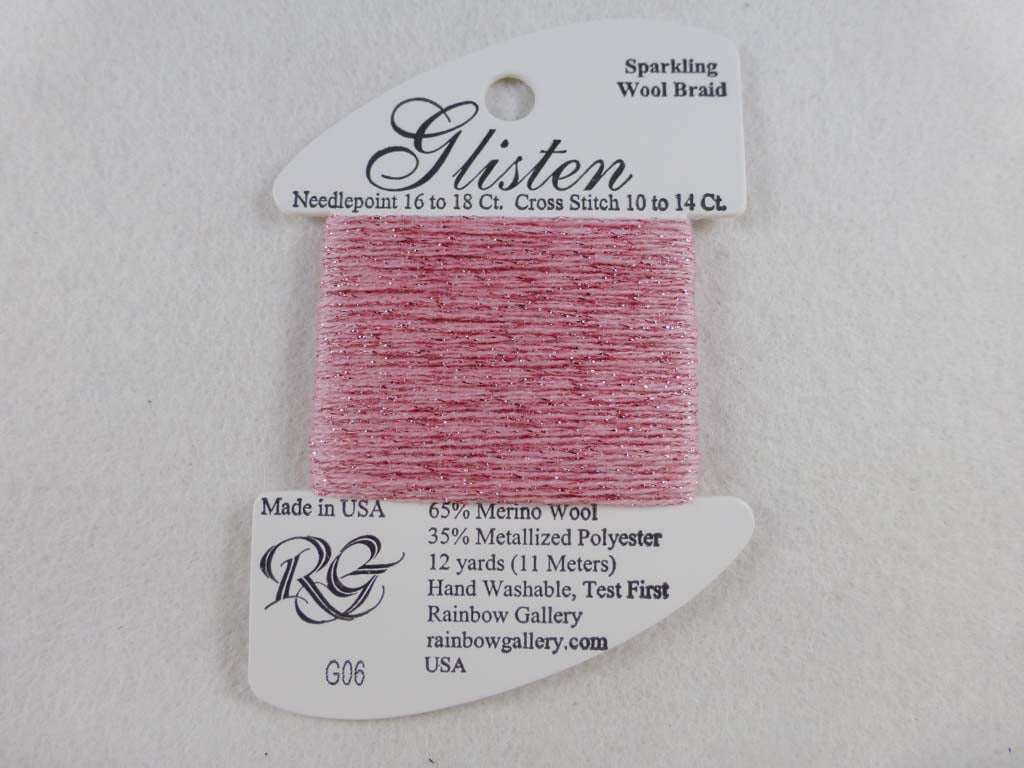 Sparkling
Wool Braid
Glisten
Needlepoint 16 to 18 Ct. Cross Stitch 10 to 14 Ct.
Made in USA
RG
G06
65% Merino Wool
35% Metallized Polyester
12 yards (11 Meters)
Hand Washable, Test First
Rainbow Gallery
rainbowgallery.com
USA